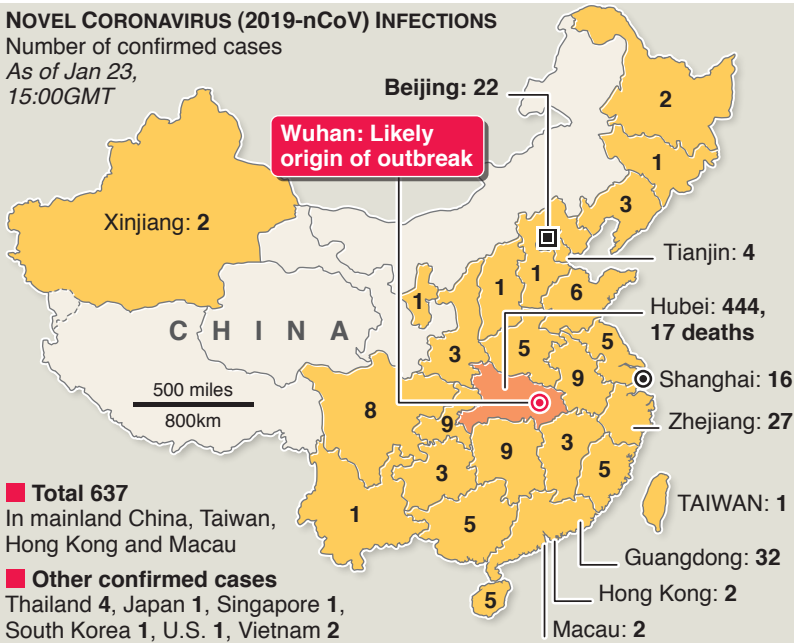 NOVEL CORONAVIRUS (2019-nCoV) INFECTIONS
Number of confirmed cases
As of Jan 23,
15:00GMT
Beijing: 22
Wuhan: Likely
origin of outbreak
2
1
3
Xinjiang: 2
Tianjin: 4
1
1
1
6
Hubei: 444,
17 deaths
CHINA
3
5
5
9
Shanghai: 16
500 miles
800km
8
9
Zhejiang: 27
9
3
3
5
Total 637
In mainland China, Taiwan,
Hong Kong and Macau
1
5
TAIWAN: 1
Guangdong: 32
Other confirmed cases
Thailand 4, Japan 1, Singapore 1,
South Korea 1, U.S. 1, Vietnam 2
5
Hong Kong: 2
Macau: 2